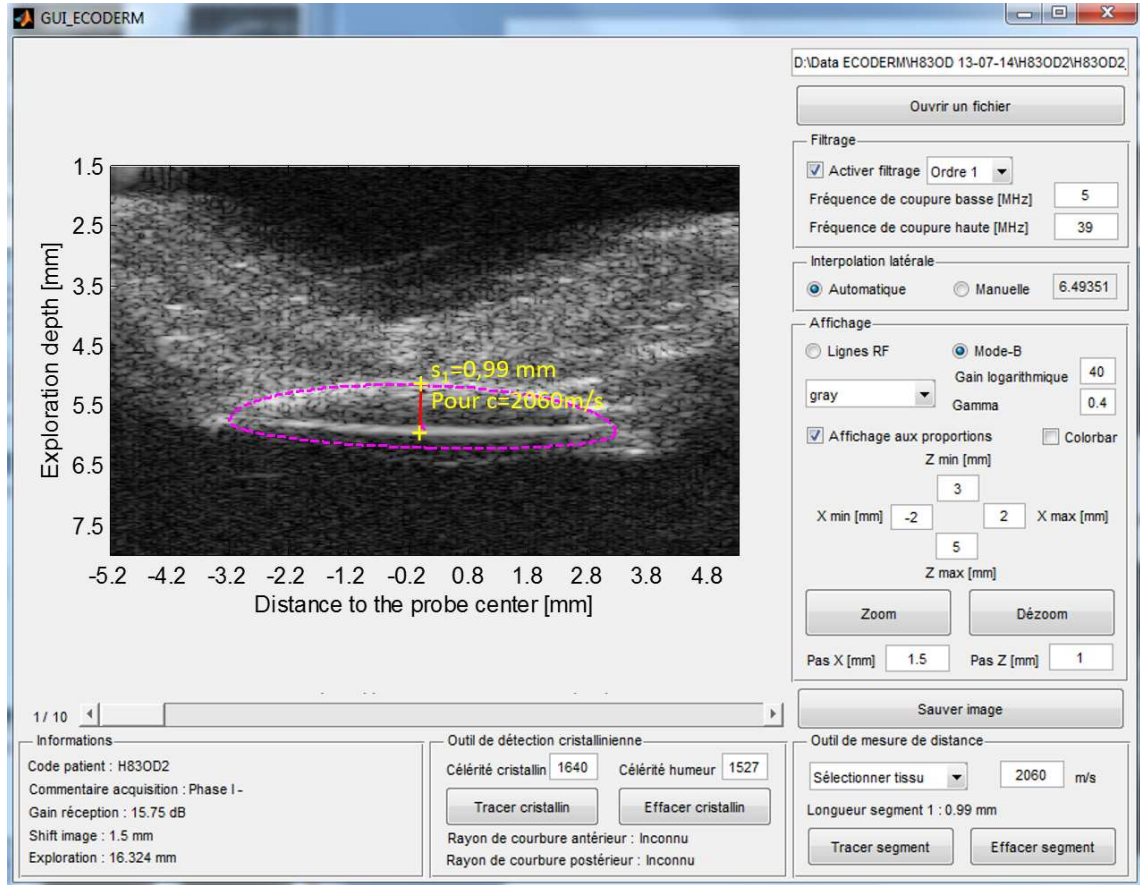 GUI_ECODERM
D:\Data ECODERM\H83OD 13-07-14\H83OD2\H83OD2_
Ouvrir un fichier
Filtrage
Activer filtrage Ordre 1
Fréquence de coupure basse [MHz] 5
Fréquence de coupure haute [MHz] 39
Interpolation latérale
Automatique Manuelle 6.49351
Affichage
Lignes RF Mode-B
Gain logarithmique 40
gray
Gamma 0.4
Affichage aux proportions Colorbar
Z min [mm]
3
X min [mm] -2 2 X max [mm]
5
Z max [mm]
Zoom Dézoom
Pas X [mm] 1.5 Pas Z [mm] 1
Sauver image
Exploration depth [mm]
1.5
2.5
3.5
4.5
5.5
6.5
7.5
s1=0,99 mm
Pour c=2060m/s
-5.2 -4.2 -3.2 -2.2 -1.2 -0.2 0.8 1.8 2.8 3.8 4.8
Distance to the probe center [mm]
1 / 10
Informations
Code patient : H83OD2
Commentaire acquisition : Phase I -
Gain réception : 15.75 dB
Shift image : 1.5 mm
Exploration : 16.324 mm
Outil de détection cristallinienne
Célérité cristallin 1640 Célérité humeur 1527
Tracer cristallin Effacer cristallin
Rayon de courbure antérieur : Inconnu
Rayon de courbure postérieur : Inconnu
Outil de mesure de distance
Sélectionner tissu 2060 m/s
Longueur segment 1 : 0.99 mm
Tracer segment Effacer segment